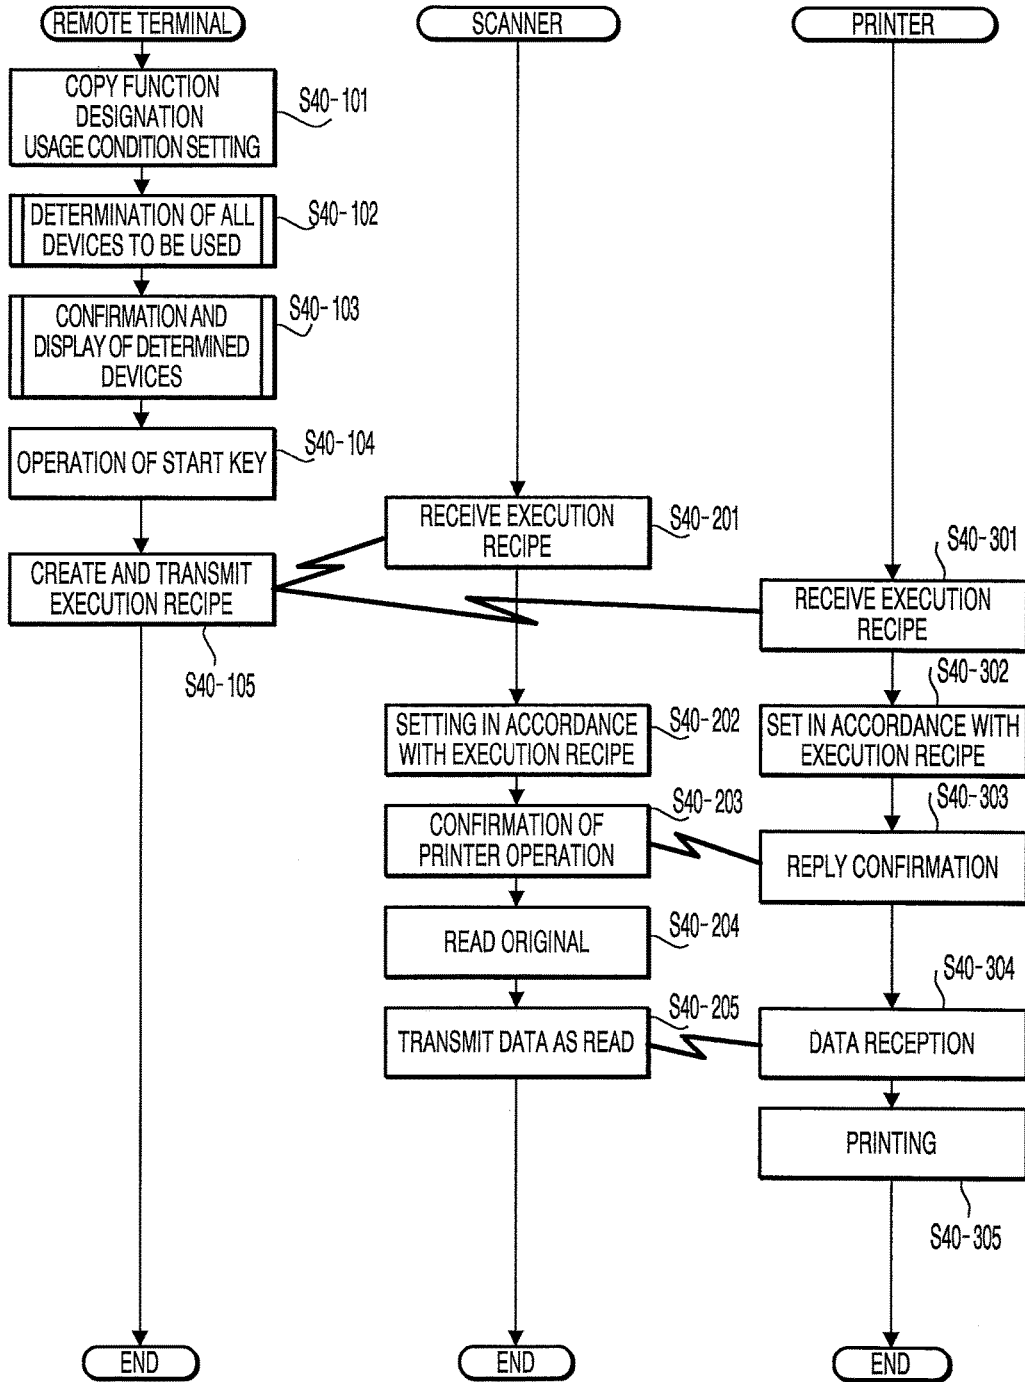 REMOTE TERMINAL
SCANNER
PRINTER
COPY FUNCTION
DESIGNATION
USAGE CONDITION SETTING
S40-101
DETERMINATION OF ALL
DEVICES TO BE USED
S40-102
CONFIRMATION AND
DISPLAY OF DETERMINED
DEVICES
S40-103
OPERATION OF START KEY
S40-104
RECEIVE EXECUTION
RECIPE
S40-201
CREATE AND TRANSMIT
EXECUTION RECIPE
S40-105
S40-301
RECEIVE EXECUTION
RECIPE
SETTING IN ACCORDANCE
WITH EXECUTION RECIPE
S40-202
S40-302
SET IN ACCORDANCE WITH
EXECUTION RECIPE
CONFIRMATION OF
PRINTER OPERATION
S40-203
S40-303
REPLY CONFIRMATION
READ ORIGINAL
S40-204
S40-304
TRANSMIT DATA AS READ
S40-205
DATA RECEPTION
PRINTING
S40-305
END
END
END